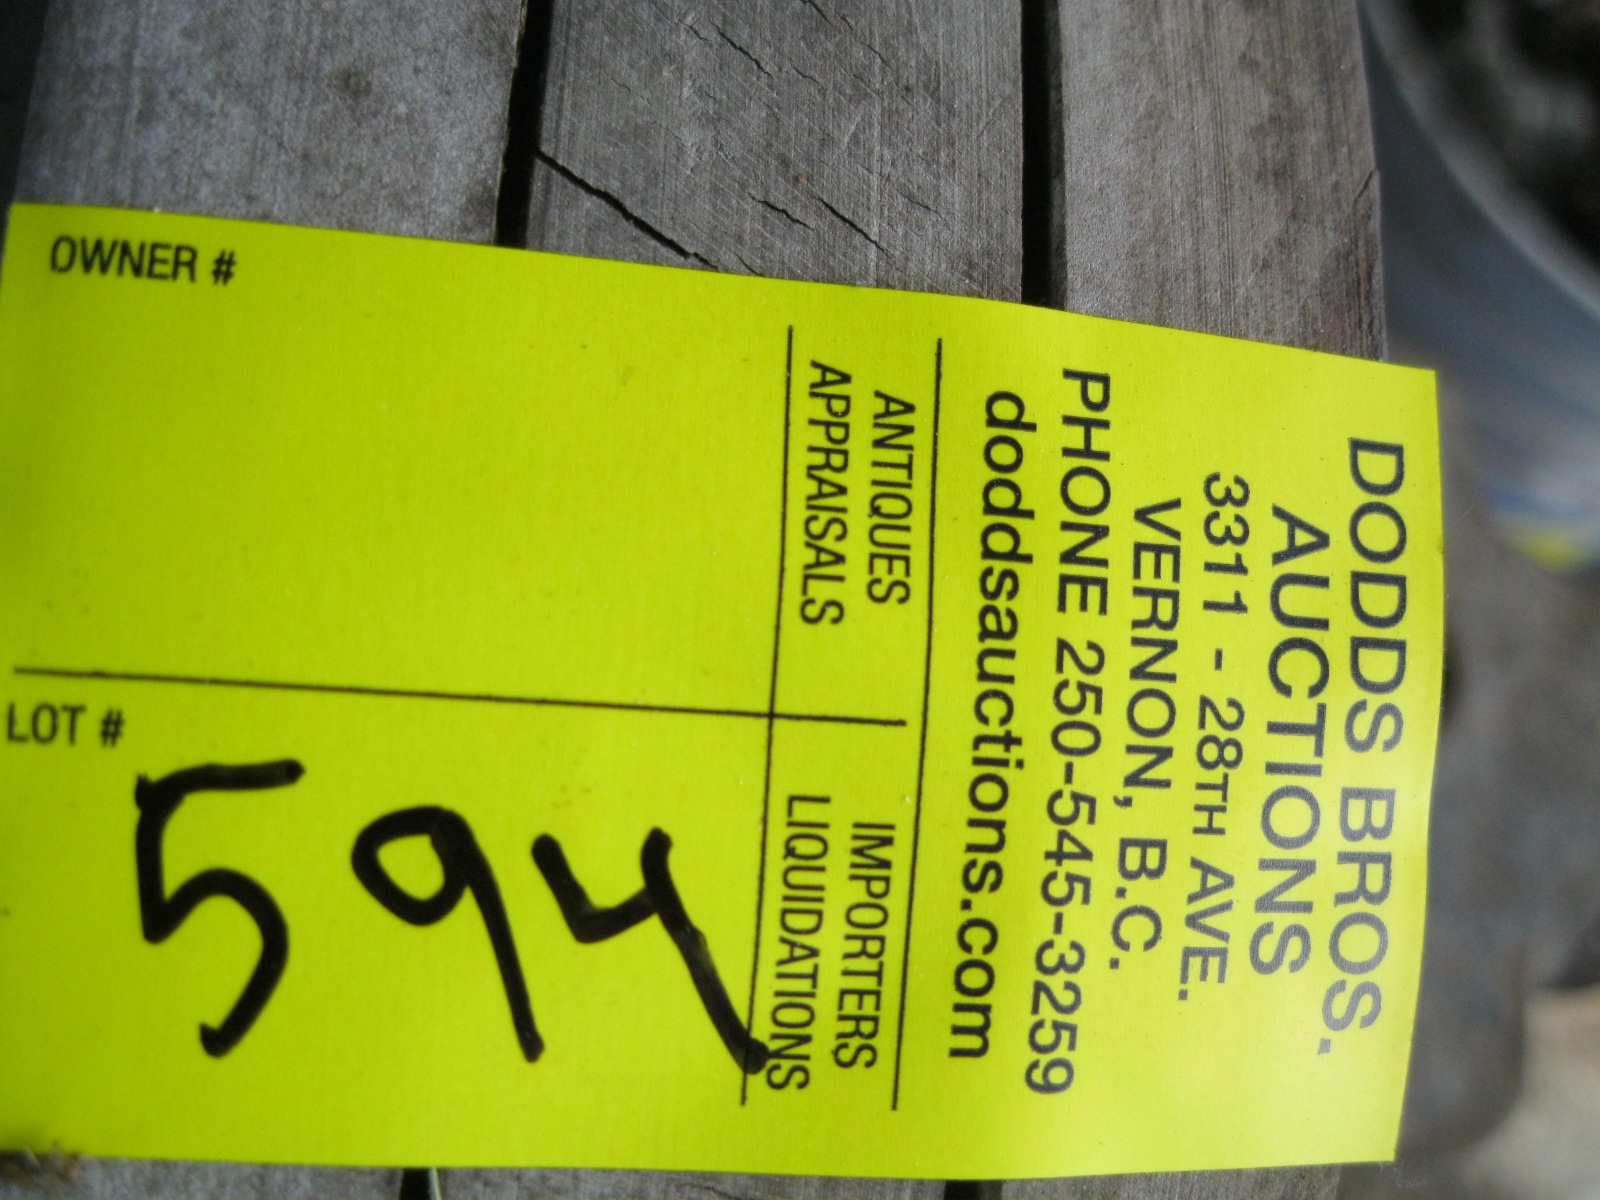 DODDS BROS.
AUCTIONS
3311 - 28TH AVE.
VERNON, B.C.
PHONE 250-545-3259
doddsauctions.com
ANTIQUES
APPRAISALS
IMPORTERS
LIQUIDATIONS
OWNER #
LOT #
594